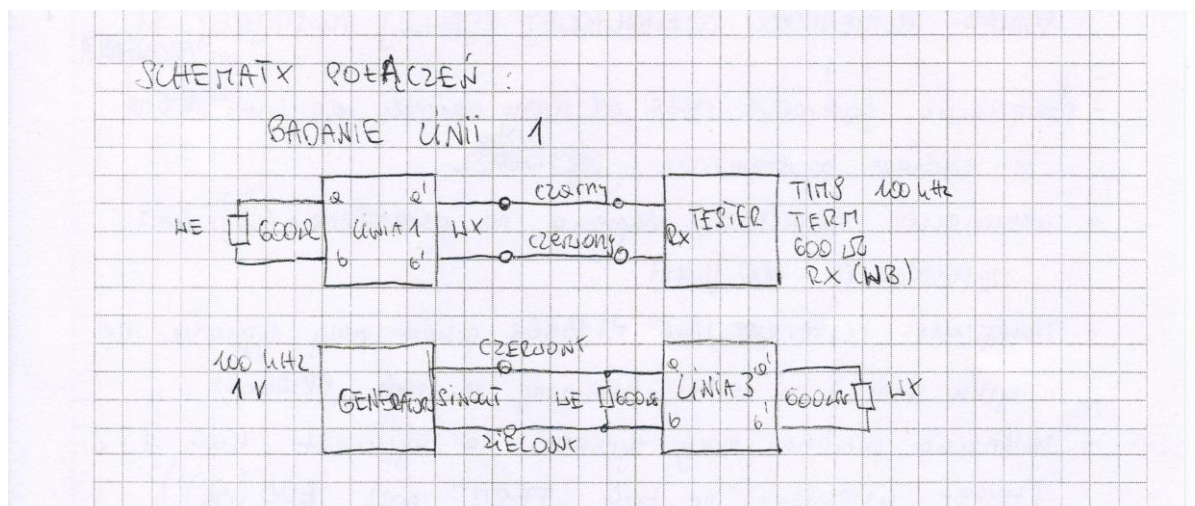 SCHEMATY POŁĄCZEŃ :
BADANIE LINII 1
WE 600Ω a LINIA 1 a' WY czarny Rx TESTER TIMS 100 kHz
b b' czerwony TERM
600 Ω
RX (WB)
100 kHz
1 V
GENERATOR SINOUT CZERWONY WE 600Ω a LINIA 3 a' 600Ω WY
ZIELONY b b'